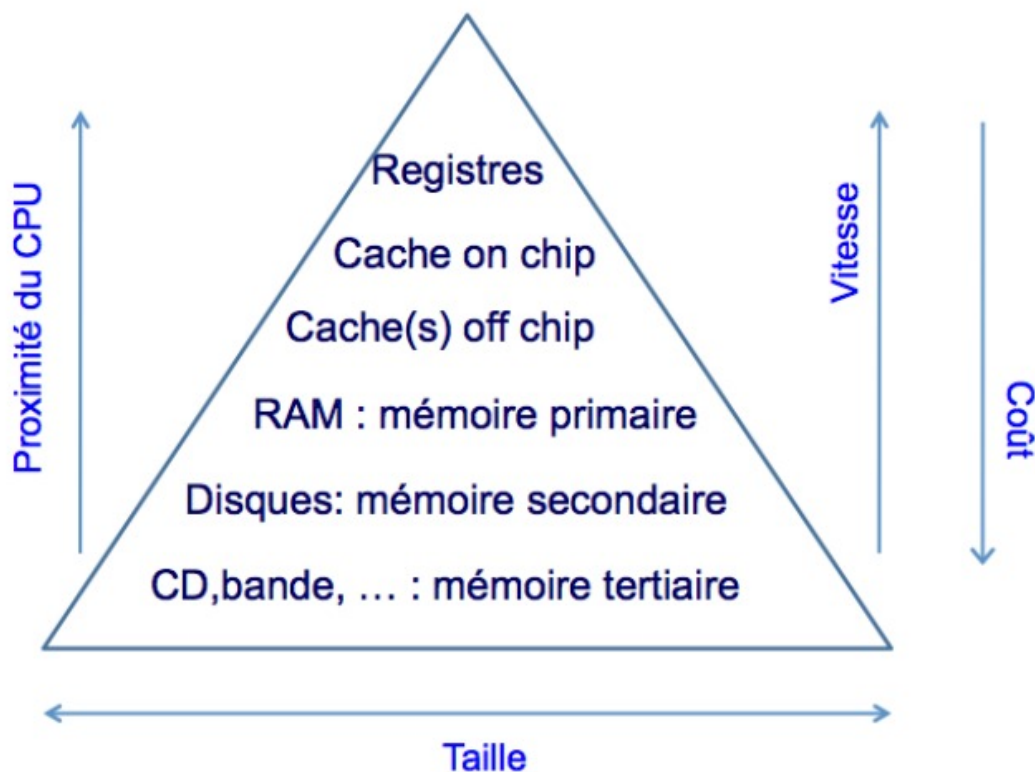 Registres
Cache on chip
Cache(s) off chip
RAM : mémoire primaire
Disques: mémoire secondaire
CD,bande, … : mémoire tertiaire
Proximité du CPU
Vitesse
Coût
Taille